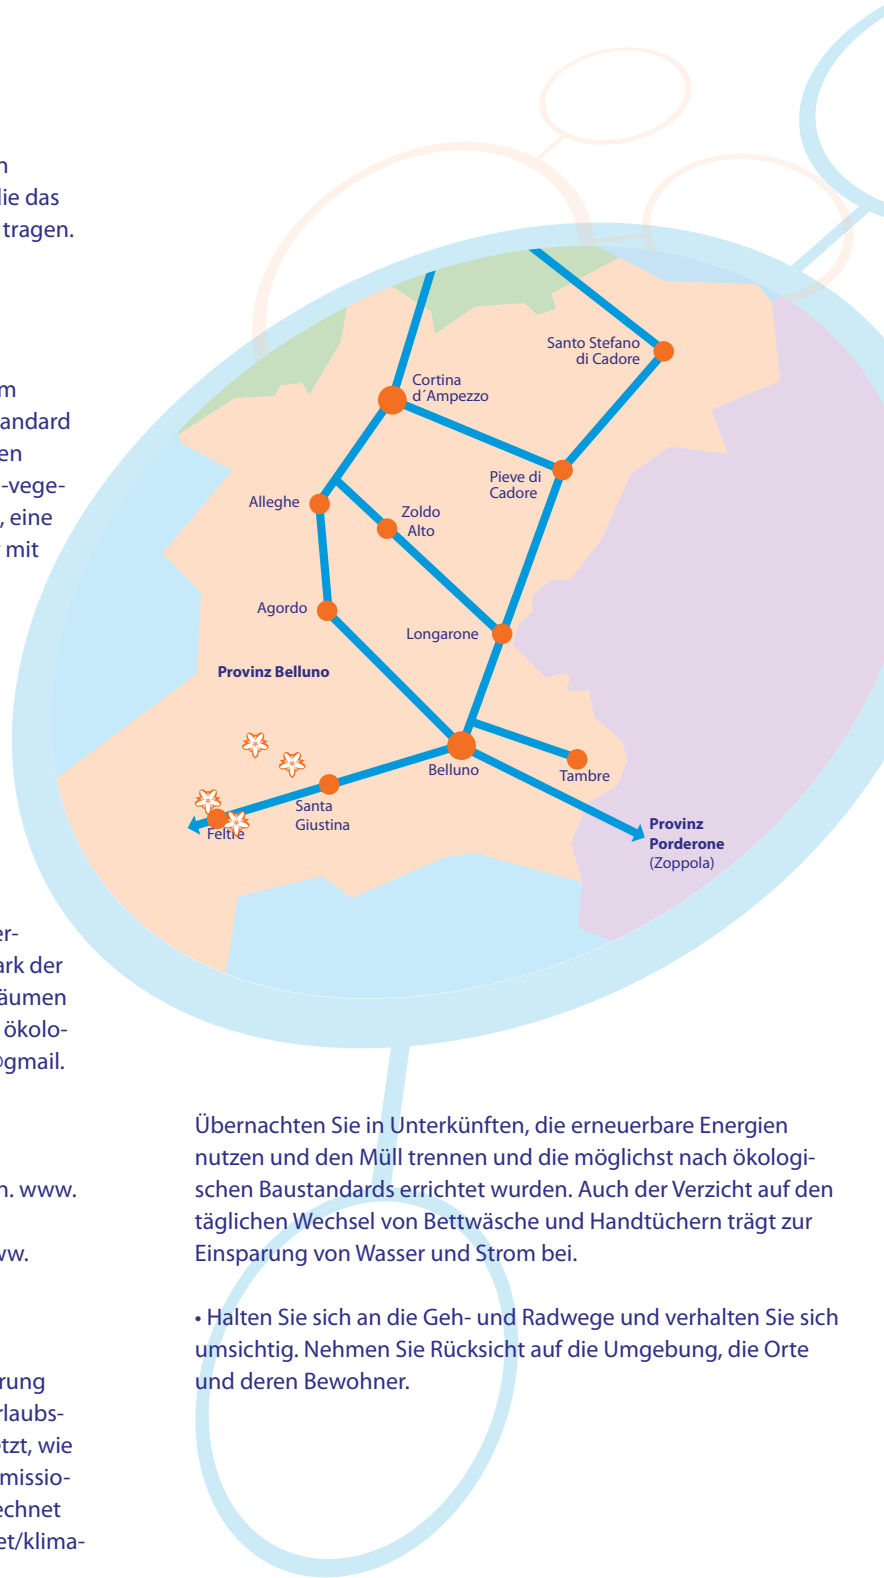 n
lie das
tragen.
m
andard
en
-vege-
, eine
mit
er-
ark der
äumen
ökolo-
@gmail.
n. www.
ww.
rung
rlaubs-
tzt, wie
missio-
echnet
et/klima-
Santo Stefano
di Cadore
Cortina
d´Ampezzo
Pieve di
Cadore
Alleghe
Zoldo
Alto
Agordo
Longarone
Provinz Belluno
Belluno
Tambre
Santa
Giustina
Feltre
Provinz
Porderone
(Zoppola)
Übernachten Sie in Unterkünften, die erneuerbare Energien
nutzen und den Müll trennen und die möglichst nach ökologi-
schen Baustandards errichtet wurden. Auch der Verzicht auf den
täglichen Wechsel von Bettwäsche und Handtüchern trägt zur
Einsparung von Wasser und Strom bei.
• Halten Sie sich an die Geh- und Radwege und verhalten Sie sich
umsichtig. Nehmen Sie Rücksicht auf die Umgebung, die Orte
und deren Bewohner.